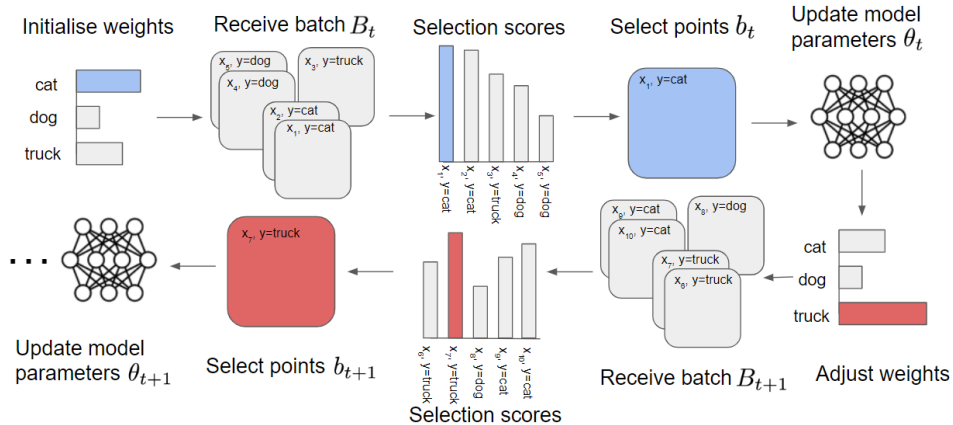 Initialise weights
cat
dog
truck
Receive batch B_t
x_5, y=dog
x_4, y=dog
x_3, y=truck
x_2, y=cat
x_1, y=cat
Selection scores
x_1, y=cat
x_2, y=cat
x_3, y=truck
x_4, y=dog
x_5, y=dog
Select points b_t
x_1, y=cat
Update model
parameters θ_t
cat
dog
truck
Adjust weights
x_9, y=cat
x_10, y=cat
x_8, y=dog
x_7, y=truck
x_6, y=truck
Receive batch B_{t+1}
x_6, y=truck
x_7, y=truck
x_8, y=dog
x_9, y=cat
x_10, y=cat
Selection scores
x_7, y=truck
Select points b_{t+1}
...
Update model
parameters θ_{t+1}